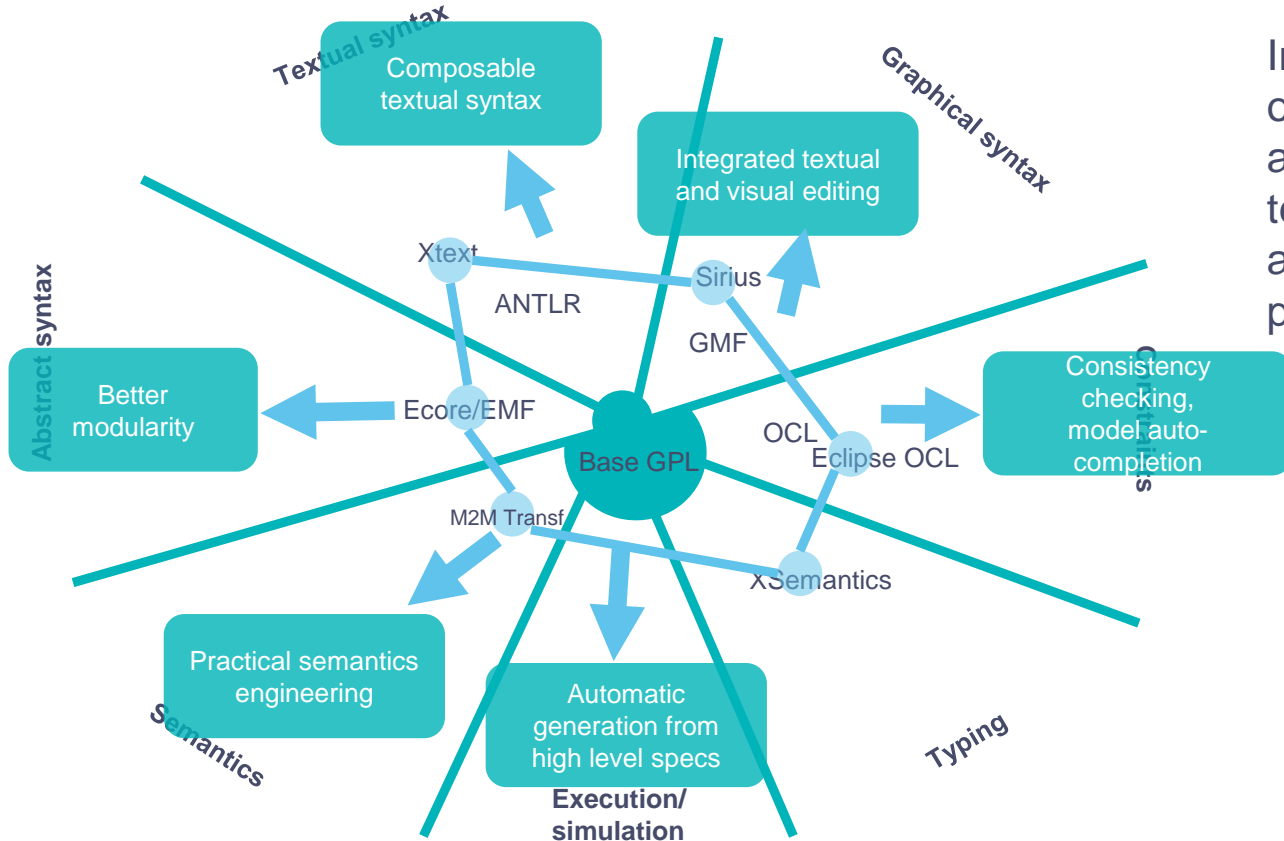 Textual syntax
Composable
textual syntax
Graphical syntax
Integrated textual
and visual editing
Xtext
Sirius
ANTLR
GMF
Abstract syntax
Better
modularity
Ecore/EMF
Constraints
Consistency
checking,
model auto-
completion
OCL
Eclipse OCL
Base GPL
M2M Transf
XSemantics
Practical semantics
engineering
Semantics
Automatic
generation from
high level specs
Execution/
simulation
Typing